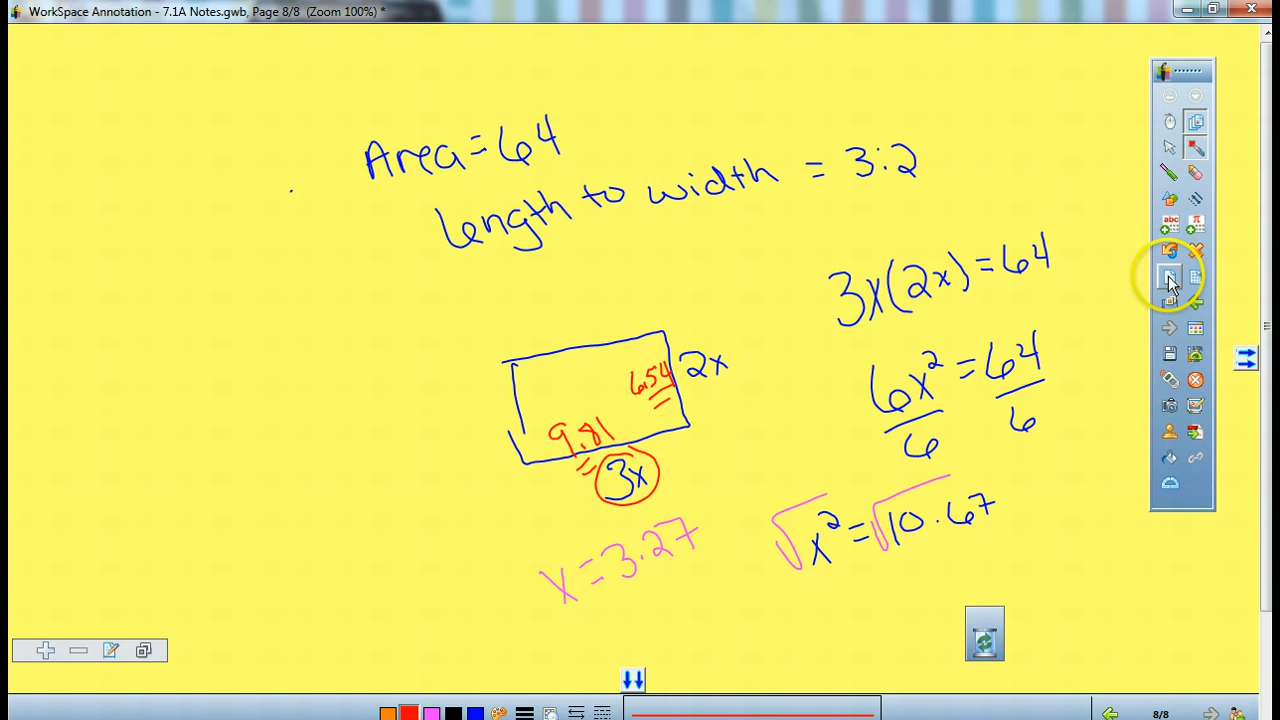 WorkSpace Annotation - 7.1A Notes.gwb, Page 8/8 (Zoom 100%) *
Area = 64
length to width = 3:2
3x(2x) = 64
6x² = 64
6 6
√x² = √10.67
2x
6.54
9.81
3x
x = 3.27
abc
π
8/8